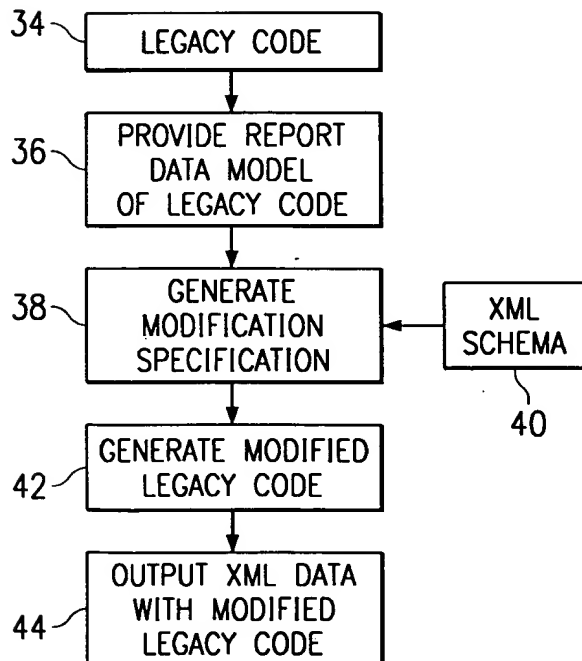 34
LEGACY CODE
36
PROVIDE REPORT
DATA MODEL
OF LEGACY CODE
38
GENERATE
MODIFICATION
SPECIFICATION
XML
SCHEMA
40
42
GENERATE MODIFIED
LEGACY CODE
44
OUTPUT XML DATA
WITH MODIFIED
LEGACY CODE